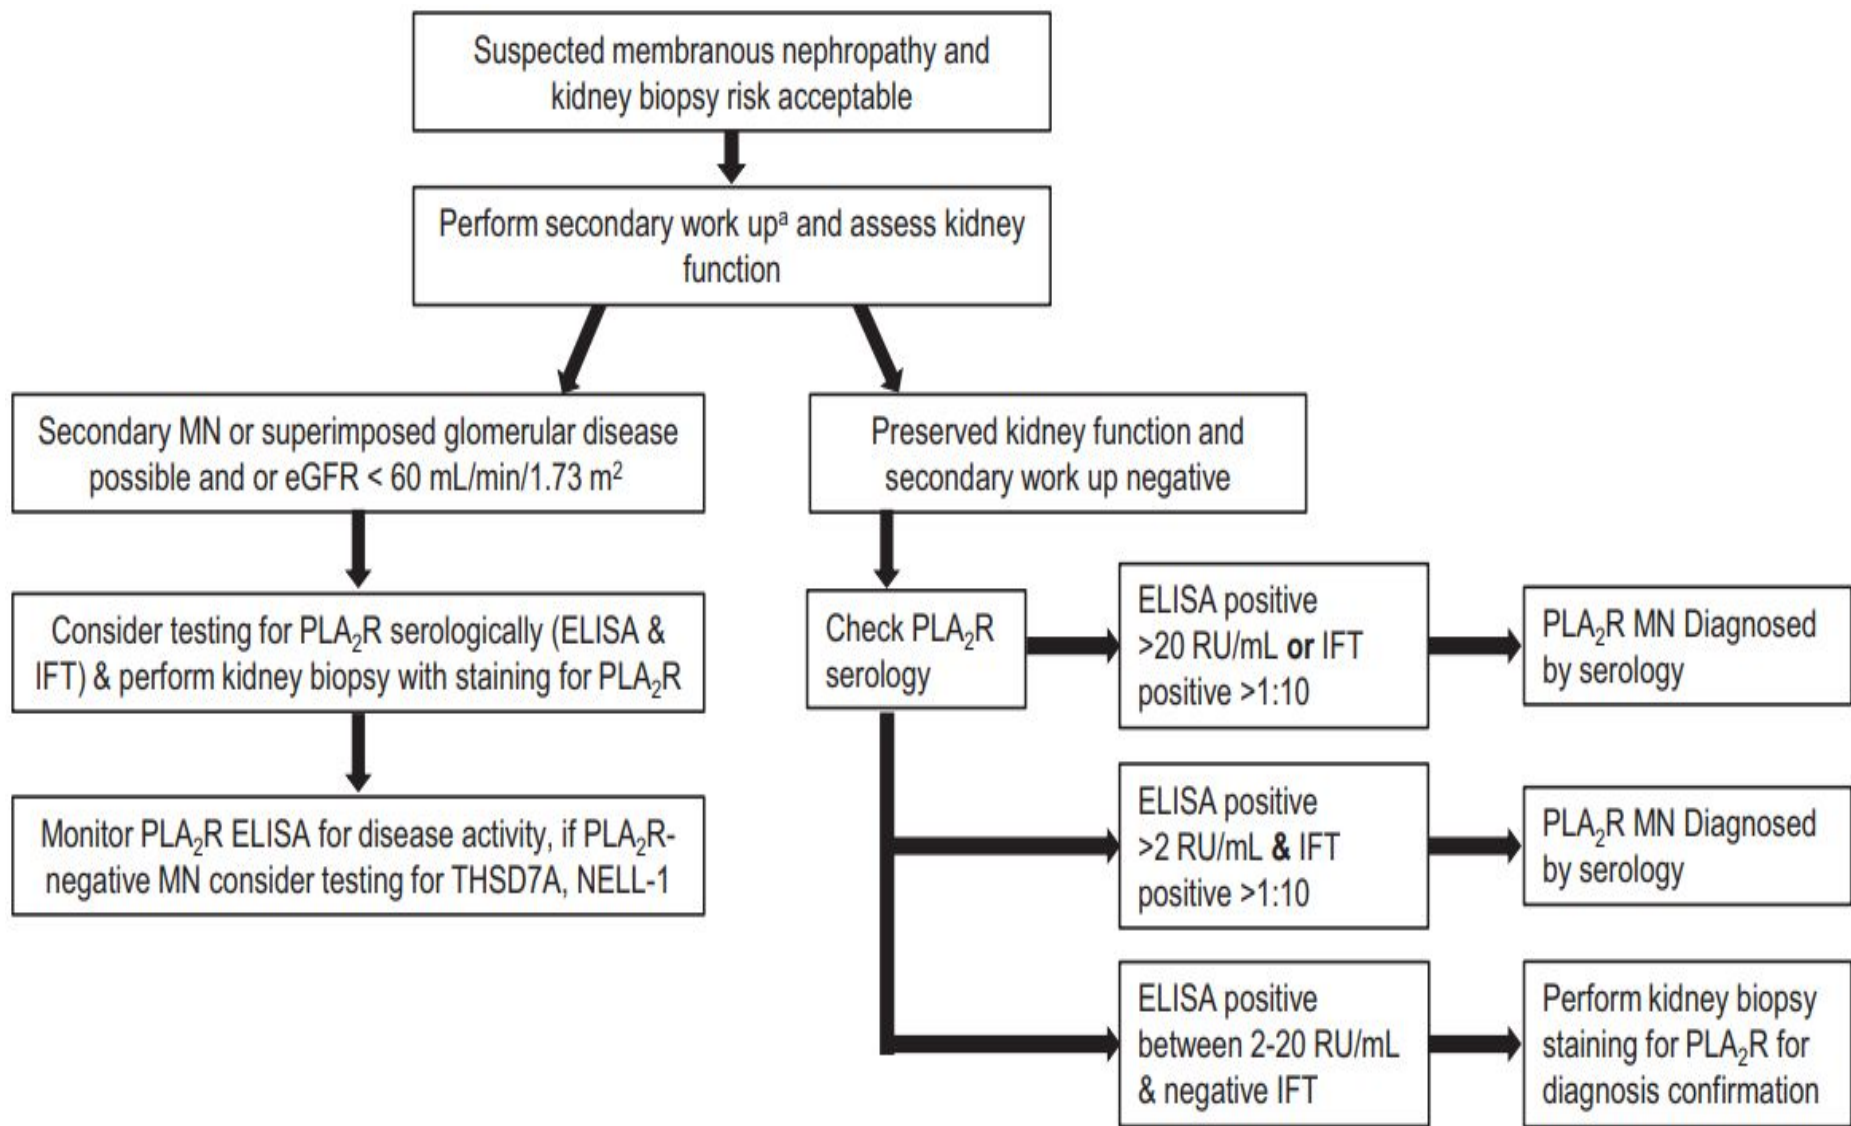 Suspected membranous nephropathy and
kidney biopsy risk acceptable
Perform secondary work upᵃ and assess kidney
function
Secondary MN or superimposed glomerular disease
possible and or eGFR < 60 mL/min/1.73 m²
Preserved kidney function and
secondary work up negative
Consider testing for PLA₂R serologically (ELISA &
IFT) & perform kidney biopsy with staining for PLA₂R
Monitor PLA₂R ELISA for disease activity, if PLA₂R-
negative MN consider testing for THSD7A, NELL-1
Check PLA₂R
serology
ELISA positive
>20 RU/mL or IFT
positive >1:10
PLA₂R MN Diagnosed
by serology
ELISA positive
>2 RU/mL & IFT
positive >1:10
PLA₂R MN Diagnosed
by serology
ELISA positive
between 2-20 RU/mL
& negative IFT
Perform kidney biopsy
staining for PLA₂R for
diagnosis confirmation